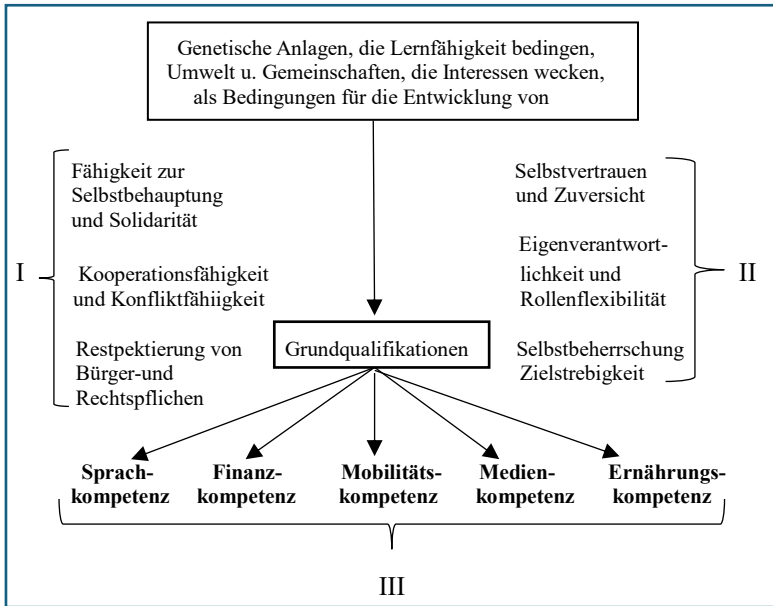 Genetische Anlagen, die Lernfähigkeit bedingen,
Umwelt u. Gemeinschaften, die Interessen wecken,
als Bedingungen für die Entwicklung von
Fähigkeit zur
Selbstbehauptung
und Solidarität
I
Kooperationsfähigkeit
und Konfliktfähiigkeit
Restpektierung von
Bürger-und
Rechtspflichen
Selbstvertrauen
und Zuversicht
Eigenverantwort-
lichkeit und
Rollenflexibilität
II
Selbstbeherrschung
Zielstrebigkeit
Grundqualifikationen
Sprach-
kompetenz
Finanz-
kompetenz
Mobilitäts-
kompetenz
Medien-
kompetenz
Ernährungs-
kompetenz
III